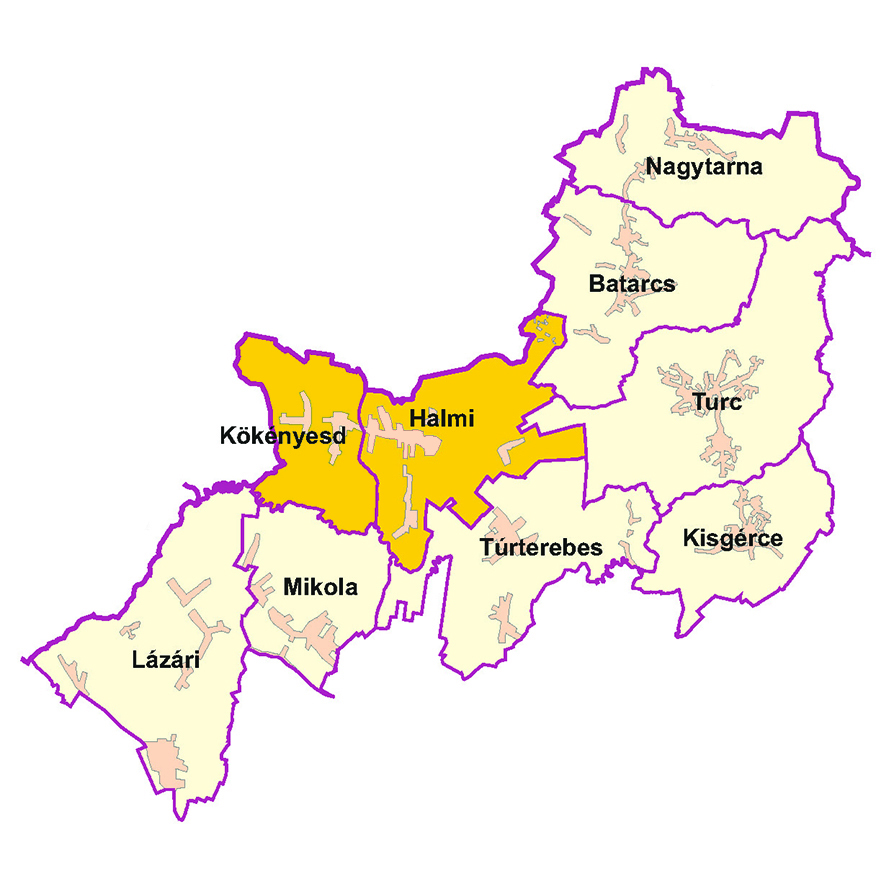 Nagytarna
Batarcs
Turc
Halmi
Kökényesd
Kisgérce
Túrterebes
Mikola
Lázári